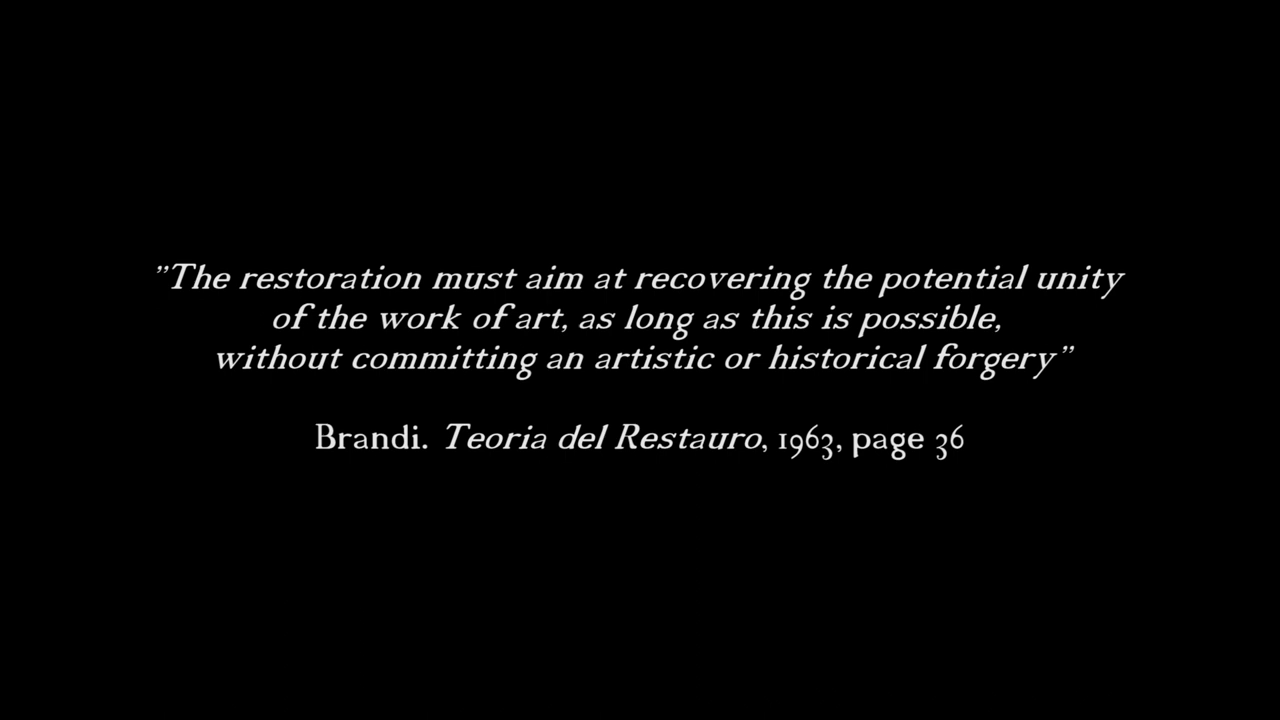 ”The restoration must aim at recovering the potential unity
of the work of art, as long as this is possible,
without committing an artistic or historical forgery”
Brandi. Teoria del Restauro, 1963, page 36